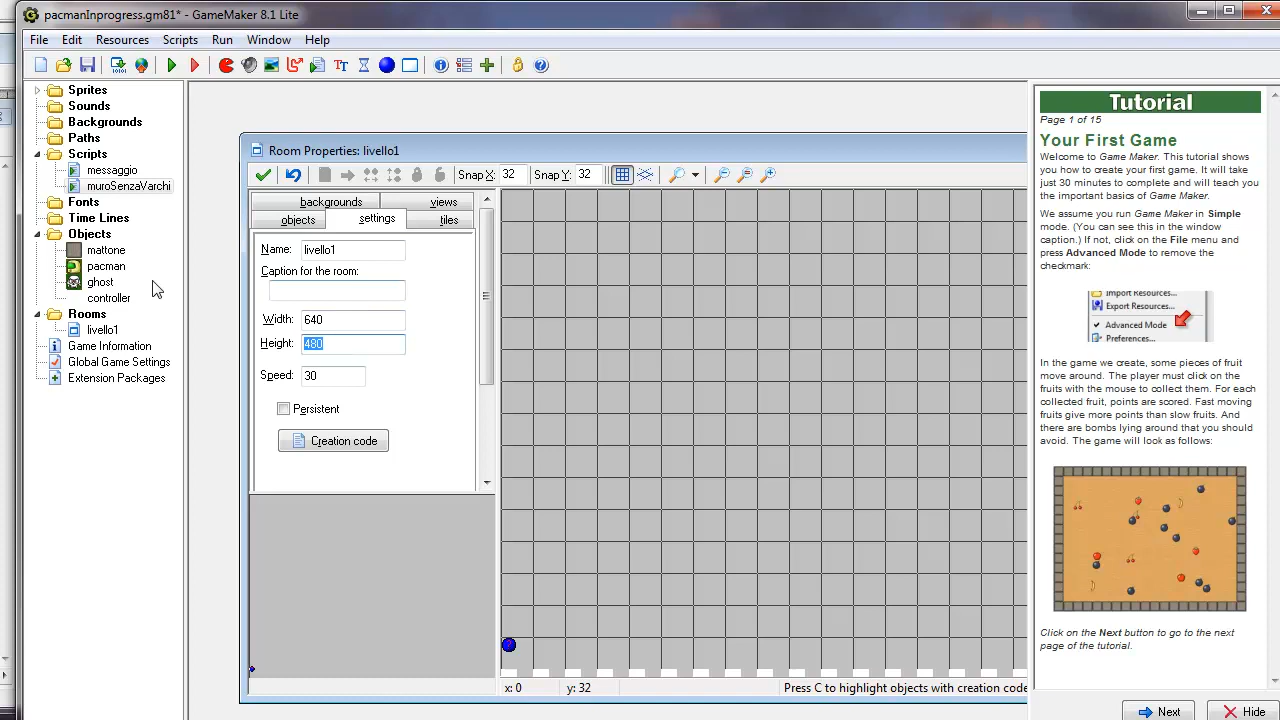 pacmanInprogress.gm81* - GameMaker 8.1 Lite
File Edit Resources Scripts Run Window Help
Sprites
Sounds
Backgrounds
Paths
Scripts
messaggio
muroSenzaVarchi
Fonts
Time Lines
Objects
mattone
pacman
ghost
controller
Rooms
livello1
Game Information
Global Game Settings
Extension Packages
Room Properties: livello1
Snap X: 32 Snap Y: 32
backgrounds views
objects settings tiles
Name: livello1
Caption for the room:
Width: 640
Height: 480
Speed: 30
Persistent
Creation code
x: 0 y: 32 Press C to highlight objects with creation code
Tutorial
Page 1 of 15
Your First Game
Welcome to Game Maker. This tutorial shows
you how to create your first game. It will take
just 30 minutes to complete and will teach you
the important basics of Game Maker.
We assume you run Game Maker in Simple
mode. (You can see this in the window
caption.) If not, click on the File menu and
press Advanced Mode to remove the
checkmark:
Import Resources...
Export Resources...
Advanced Mode
Preferences...
In the game we create, some pieces of fruit
move around. The player must click on the
fruits with the mouse to collect them. For each
collected fruit, points are scored. Fast moving
fruits give more points than slow fruits. And
there are bombs lying around that you should
avoid. The game will look as follows:
Click on the Next button to go to the next
page of the tutorial.
Next Hide